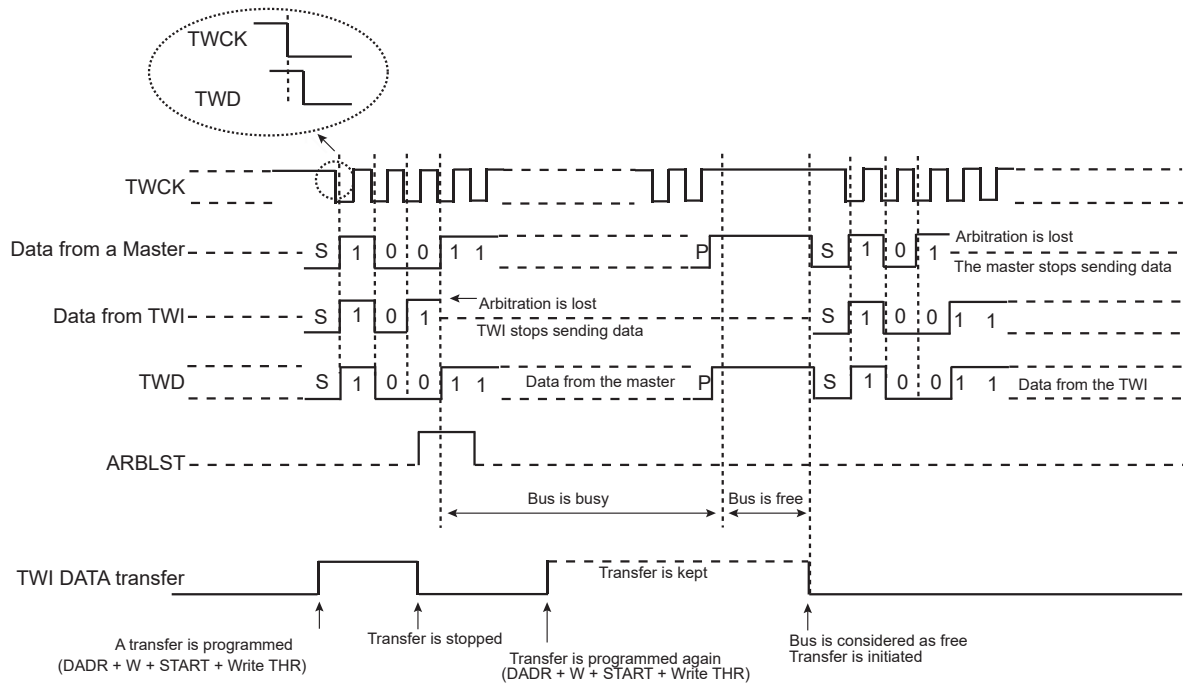 TWCK
TWD
TWCK
Data from a Master S 1 0 0 1 1 P S 1 0 1 Arbitration is lost
The master stops sending data
Data from TWI S 1 0 1 Arbitration is lost S 1 0 0 1 1
TWI stops sending data
TWD S 1 0 0 1 1 Data from the master P S 1 0 0 1 1 Data from the TWI
ARBLST
Bus is busy Bus is free
TWI DATA transfer Transfer is kept
A transfer is programmed
(DADR + W + START + Write THR)
Transfer is stopped
Transfer is programmed again
(DADR + W + START + Write THR)
Bus is considered as free
Transfer is initiated